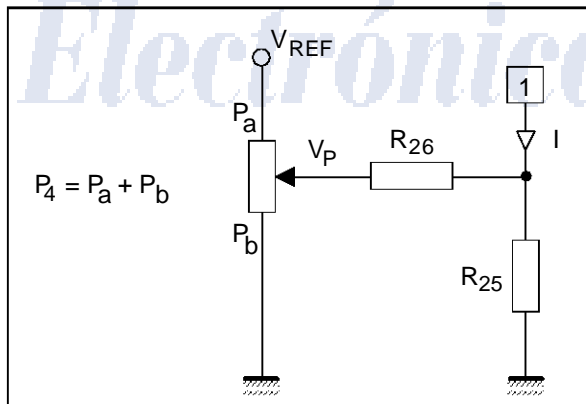 Electrónica
V_REF
1
P_a
I
V_P
R_26
P_4 = P_a + P_b
P_b
R_25